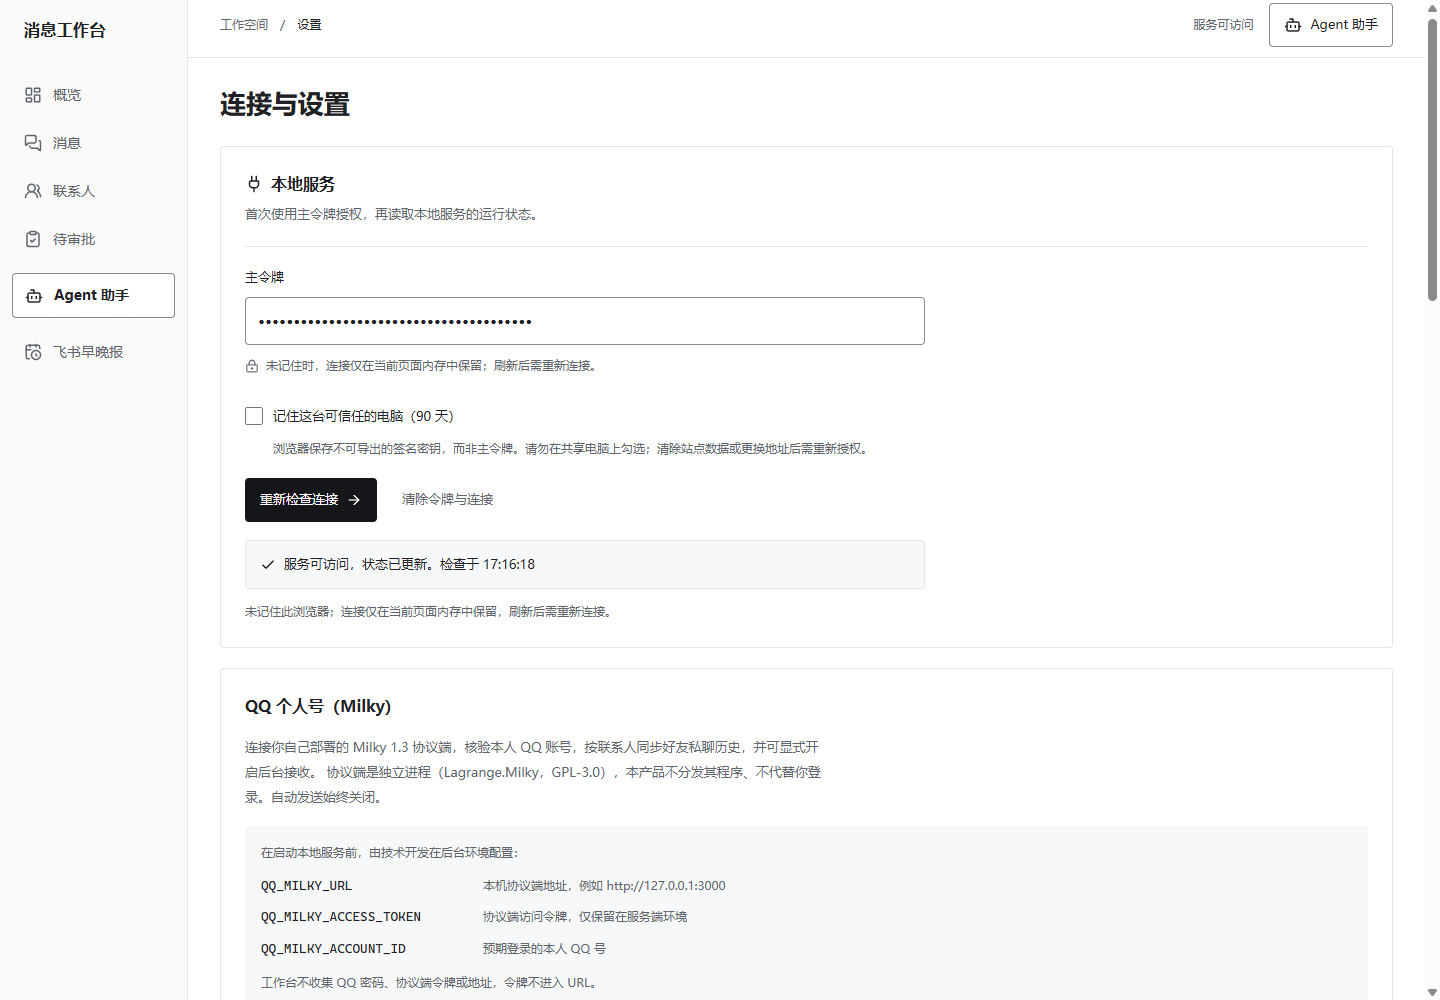 消息工作台
概览
消息
联系人
待审批
Agent 助手
飞书早晚报
工作空间 / 设置
服务可访问
Agent 助手
连接与设置
本地服务
首次使用主令牌授权，再读取本地服务的运行状态。
主令牌
•••••••••••••••••••••••••••••••••••••••
未记住时，连接仅在当前页面内存中保留；刷新后需重新连接。
记住这台可信任的电脑（90 天）
浏览器保存不可导出的签名密钥，而非主令牌。请勿在共享电脑上勾选；清除站点数据或更换地址后需重新授权。
重新检查连接 →
清除令牌与连接
服务可访问，状态已更新。检查于 17:16:18
未记住此浏览器；连接仅在当前页面内存中保留，刷新后需重新连接。
QQ 个人号（Milky）
连接你自己部署的 Milky 1.3 协议端，核验本人 QQ 账号，按联系人同步好友私聊历史，并可显式开
启后台接收。 协议端是独立进程（Lagrange.Milky，GPL-3.0），本产品不分发其程序、不代替你登
录。自动发送始终关闭。
在启动本地服务前，由技术开发在后台环境配置：
QQ_MILKY_URL 本机协议端地址，例如 http://127.0.0.1:3000
QQ_MILKY_ACCESS_TOKEN 协议端访问令牌，仅保留在服务端环境
QQ_MILKY_ACCOUNT_ID 预期登录的本人 QQ 号
工作台不收集 QQ 密码、协议端令牌或地址，令牌不进入 URL。